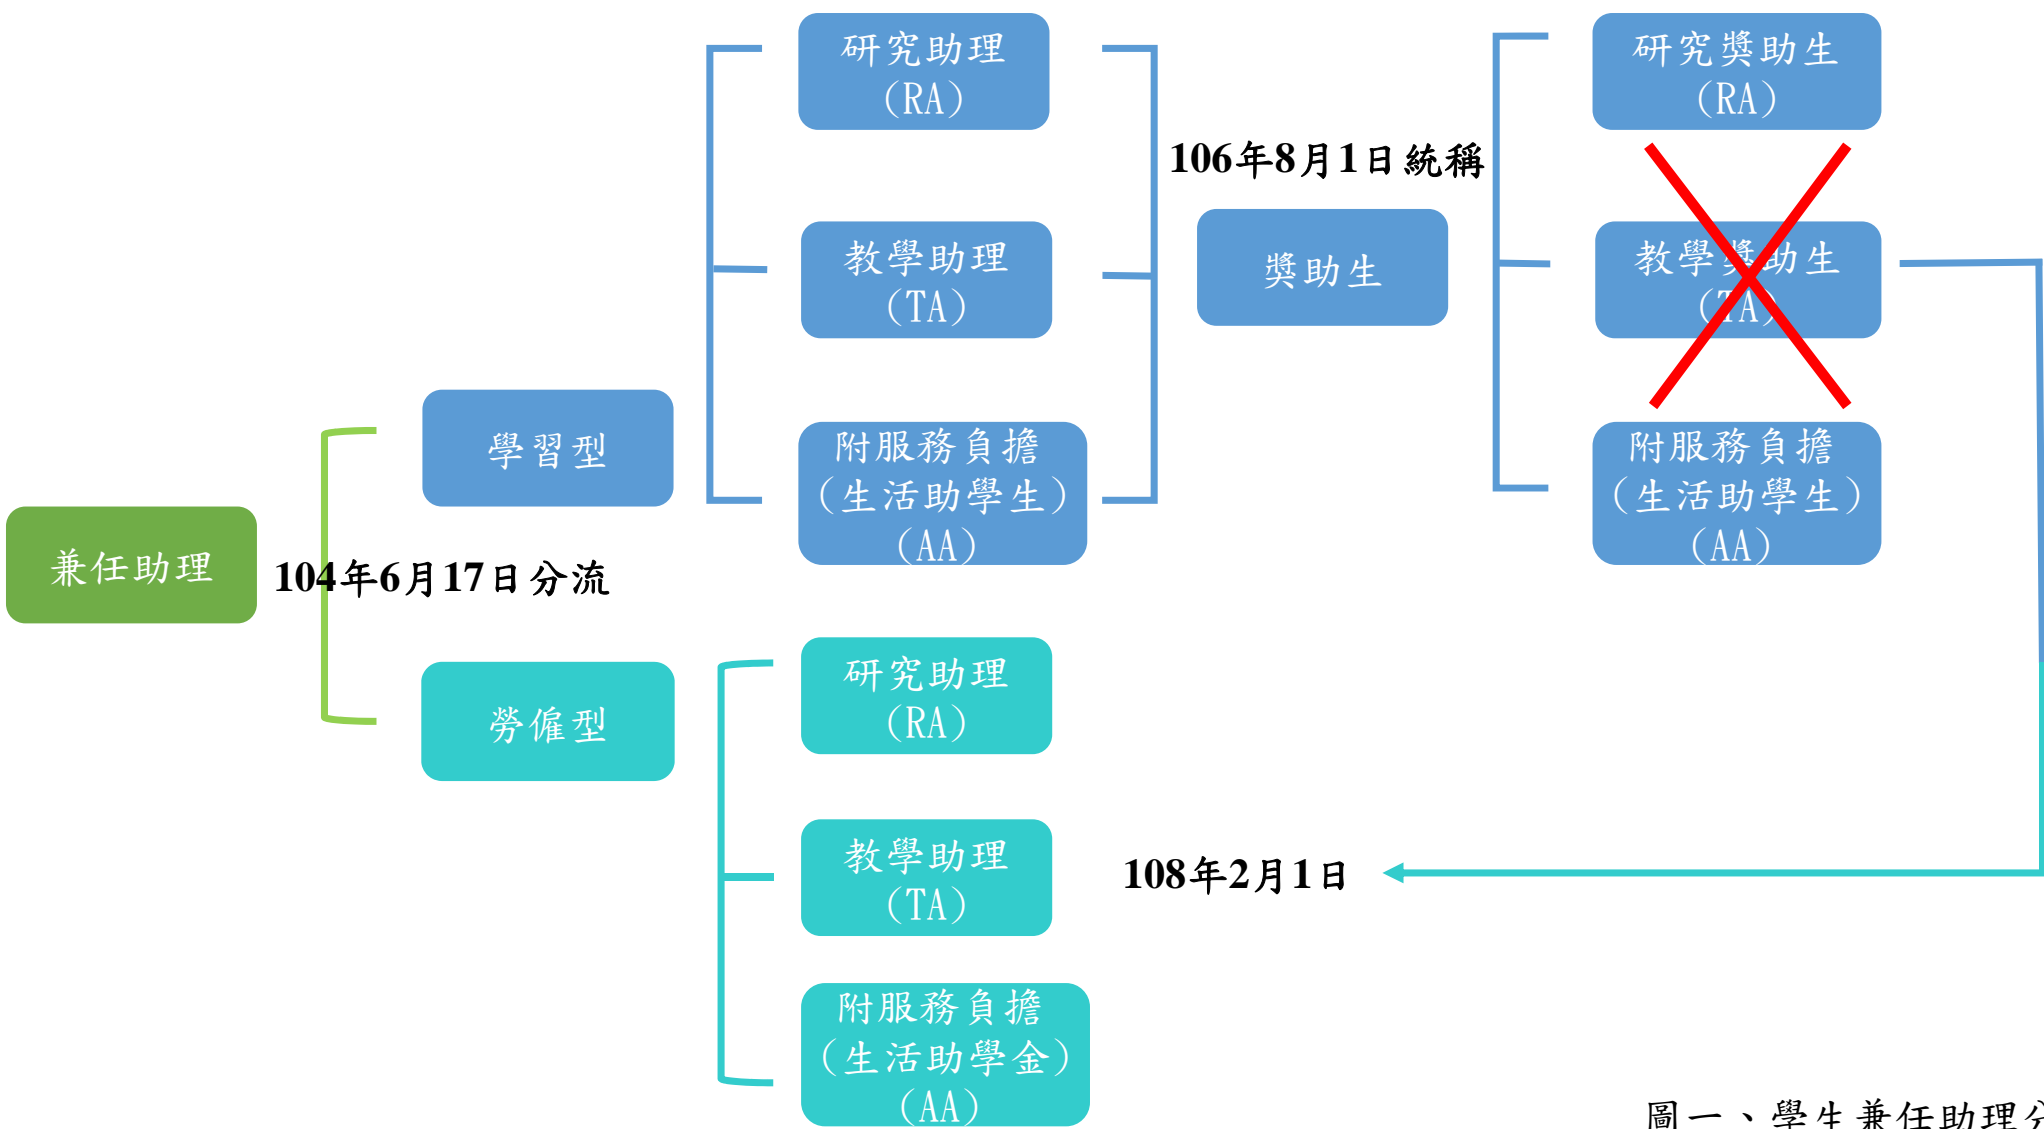 兼任助理
104年6月17日分流
學習型
勞僱型
研究助理
(RA)
教學助理
(TA)
附服務負擔
(生活助學生)
(AA)
106年8月1日統稱
獎助生
研究獎助生
(RA)
教學獎助生
(TA)
附服務負擔
(生活助學生)
(AA)
研究助理
(RA)
教學助理
(TA)
108年2月1日
附服務負擔
(生活助學金)
(AA)
圖一、學生兼任助理分